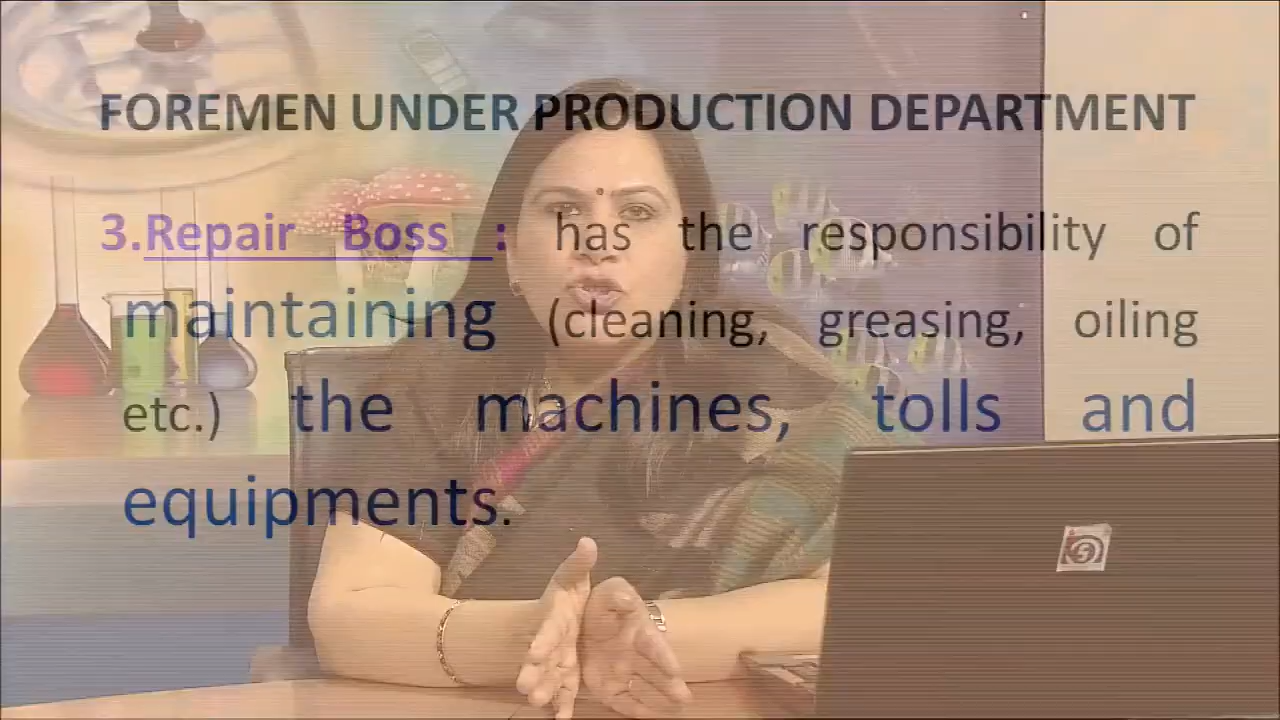 FOREMEN UNDER PRODUCTION DEPARTMENT
3.Repair Boss : has the responsibility of
maintaining (cleaning, greasing, oiling
etc.) the machines, tolls and
equipments.